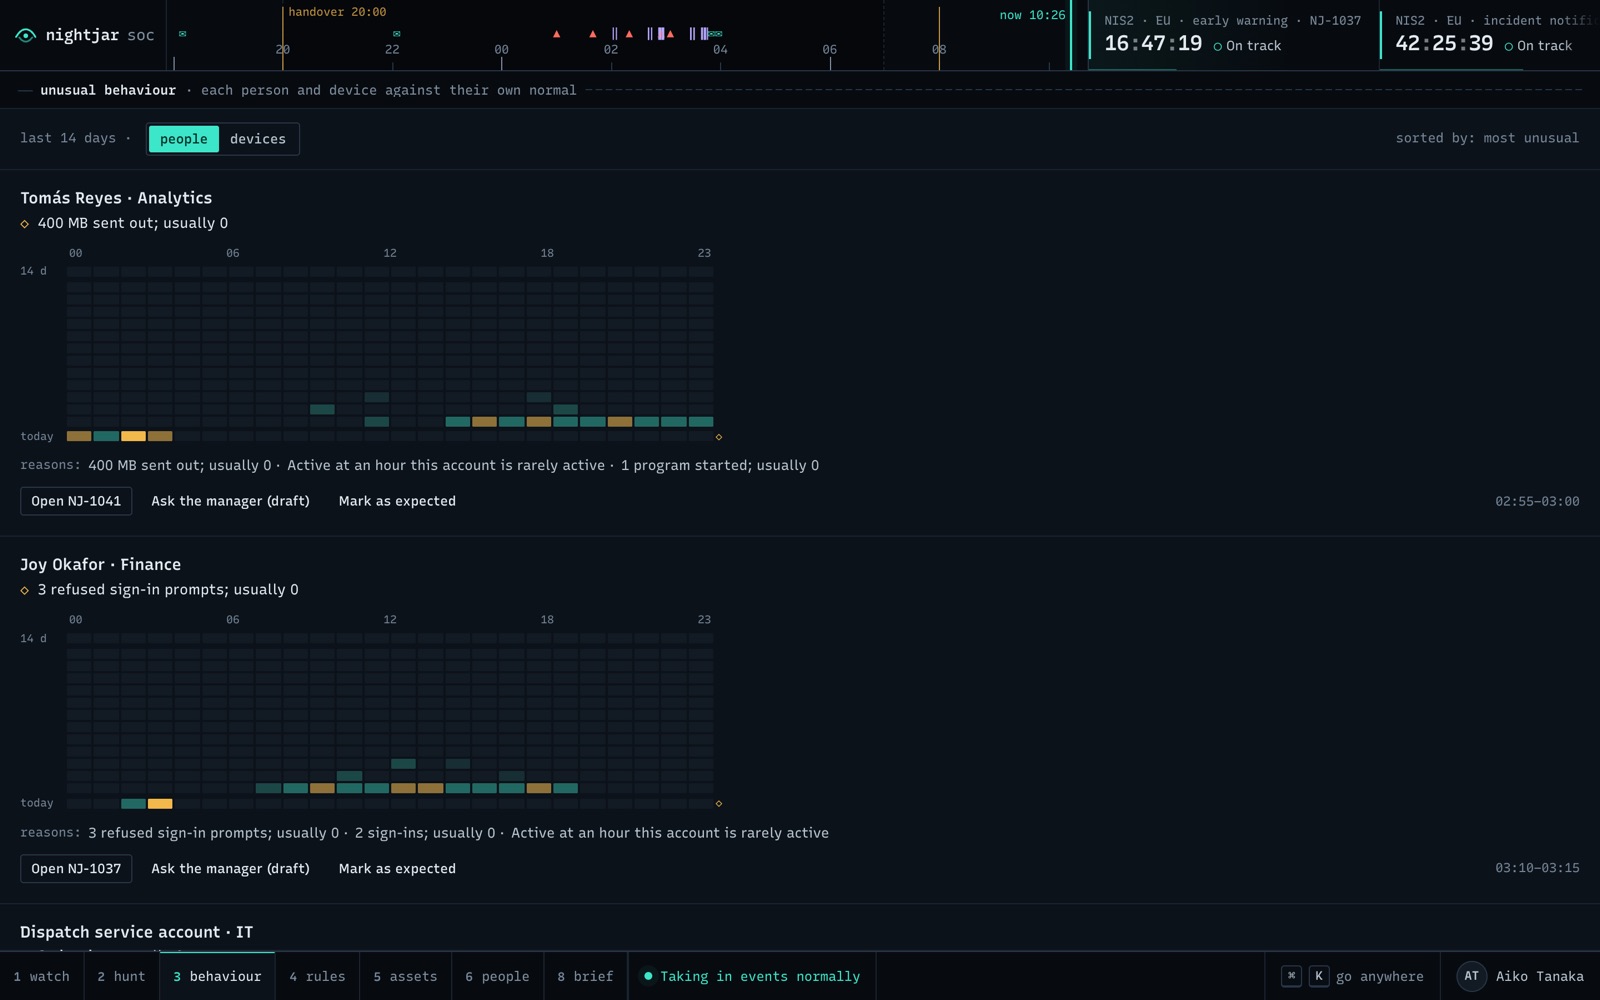 nightjar soc
handover 20:00
20 22 00 02 04 06 08
now 10:26
NIS2 · EU · early warning · NJ-1037
16:47:19 On track
NIS2 · EU · incident
42:25:39 On track
unusual behaviour · each person and device against their own normal
last 14 days · people devices
sorted by: most unusual
Tomás Reyes · Analytics
400 MB sent out; usually 0
00 06 12 18 23
14 d
today
reasons: 400 MB sent out; usually 0 · Active at an hour this account is rarely active · 1 program started; usually 0
Open NJ-1041 Ask the manager (draft) Mark as expected
02:55–03:00
Joy Okafor · Finance
3 refused sign-in prompts; usually 0
00 06 12 18 23
14 d
today
reasons: 3 refused sign-in prompts; usually 0 · 2 sign-ins; usually 0 · Active at an hour this account is rarely active
Open NJ-1037 Ask the manager (draft) Mark as expected
03:10–03:15
Dispatch service account · IT
1 watch 2 hunt 3 behaviour 4 rules 5 assets 6 people 8 brief
Taking in events normally
⌘ K go anywhere
AT Aiko Tanaka